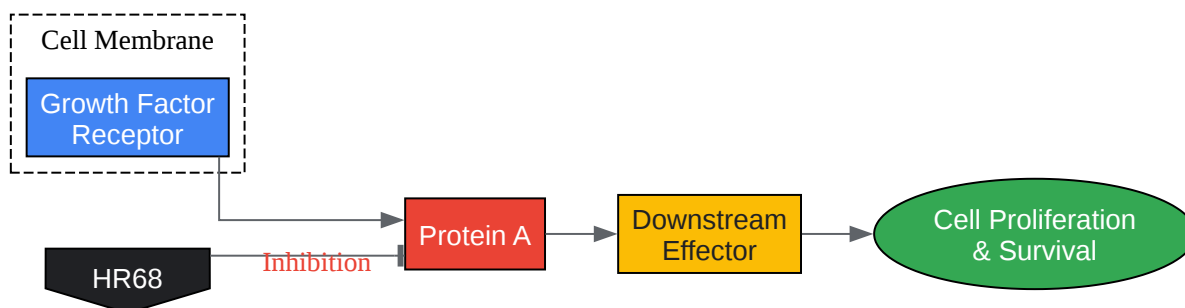 Cell Membrane
Growth Factor
Receptor
HR68
Inhibition
Protein A
Downstream
Effector
Cell Proliferation
& Survival